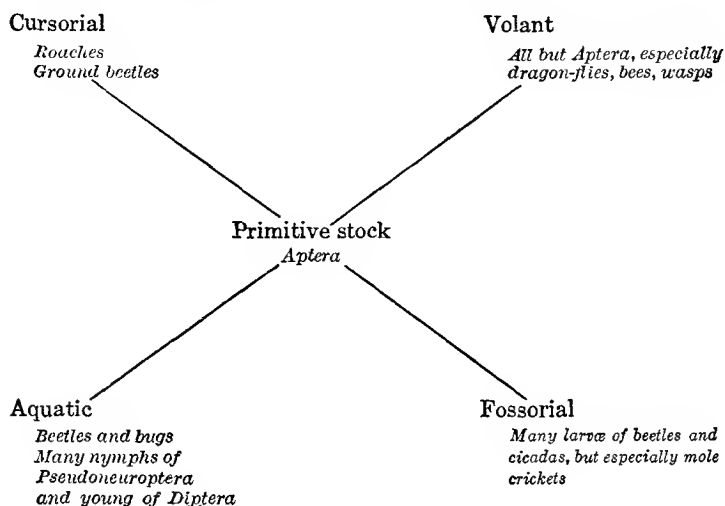 Cursorial
Roaches
Ground beetles
Volant
All but Aptera, especially
dragon-flies, bees, wasps
Primitive stock
Aptera
Aquatic
Beetles and bugs
Many nymphs of
Pseudoneuroptera
and young of Diptera
Fossorial
Many larvæ of beetles and
cicadas, but especially mole
crickets